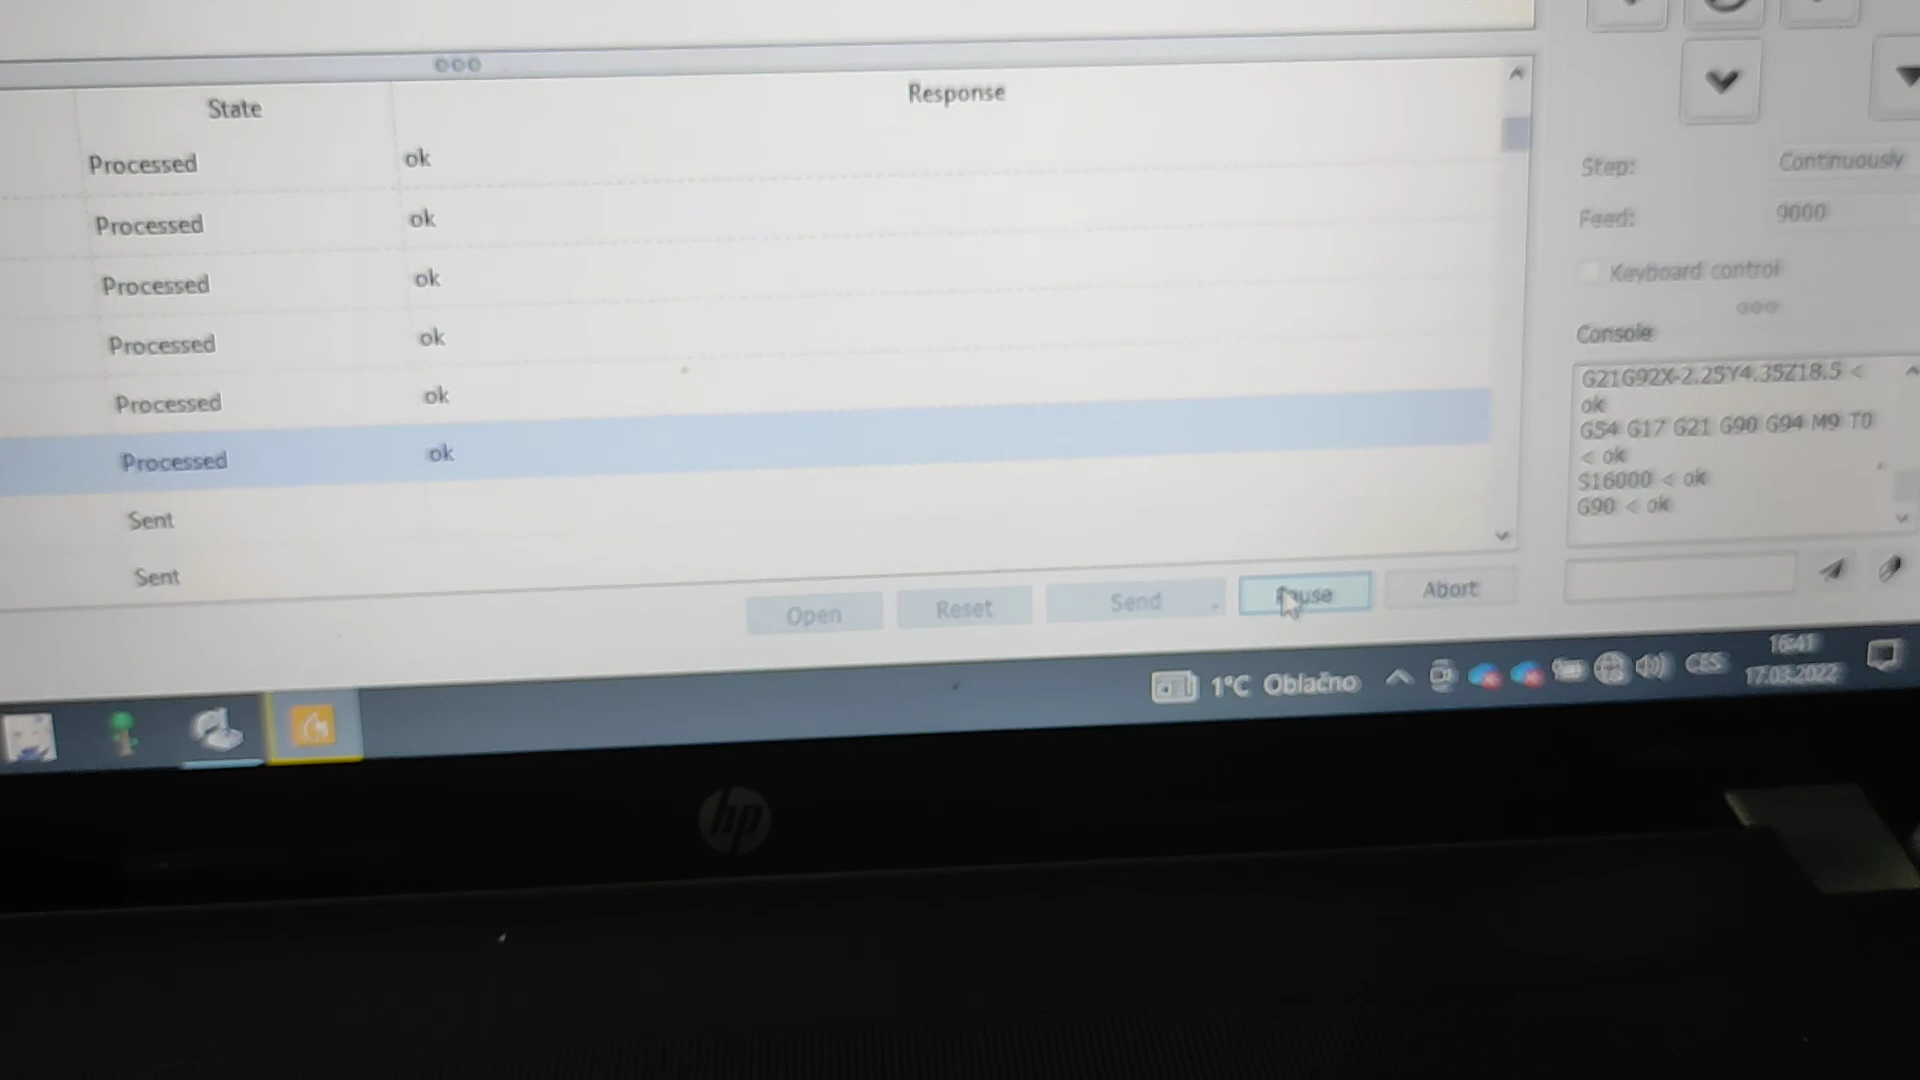 State Response
Processed ok
Processed ok
Processed ok
Processed ok
Processed ok
Processed ok
Sent
Sent
Open Reset Send Pause Abort
Step: Continuously
Feed: 9000
Keyboard control
Console
G21G92X-2.25Y4.35Z18.5 <
ok
G54 G17 G21 G90 G94 M9 T0
< ok
S16000 < ok
G90 < ok
1°C Oblačno
CES
16:41
17.03.2022
hp